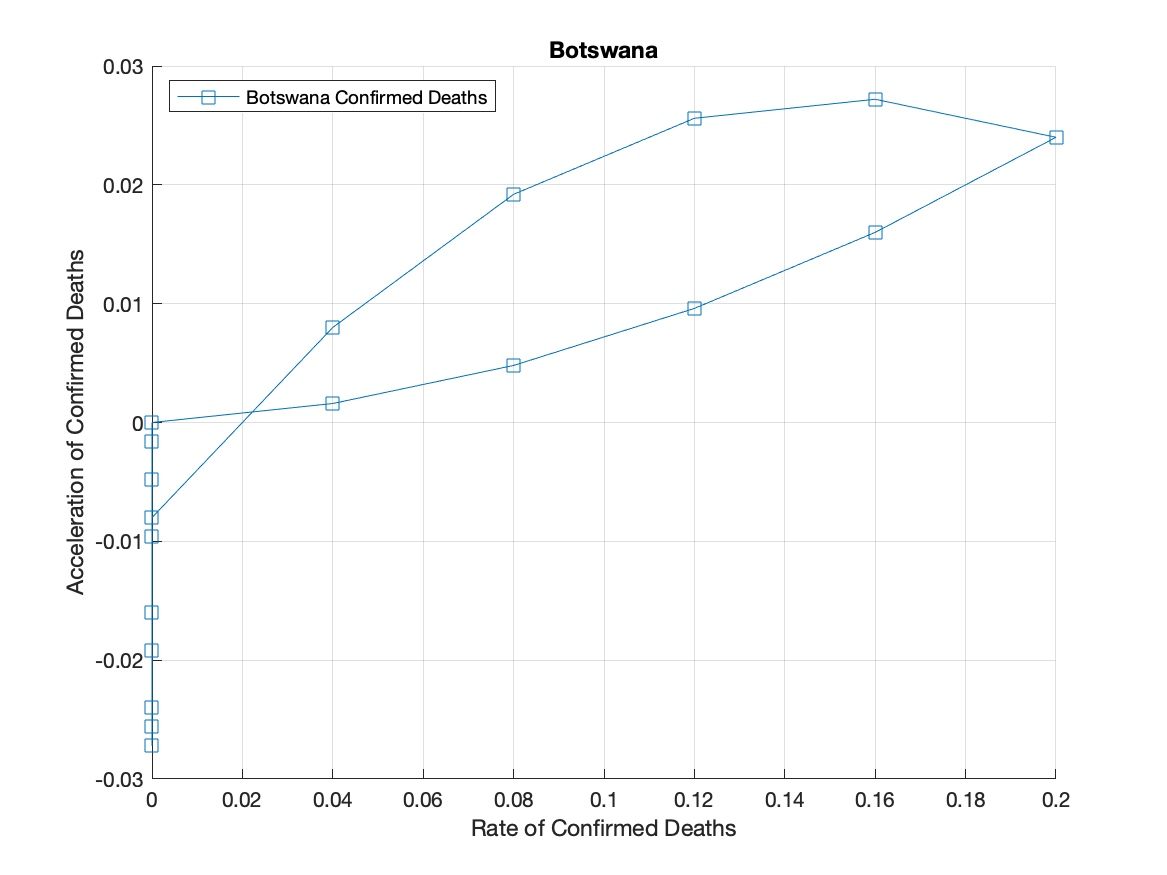 Botswana
Botswana Confirmed Deaths
0.03
0.02
0.01
0
-0.01
-0.02
-0.03
Acceleration of Confirmed Deaths
0 0.02 0.04 0.06 0.08 0.1 0.12 0.14 0.16 0.18 0.2
Rate of Confirmed Deaths